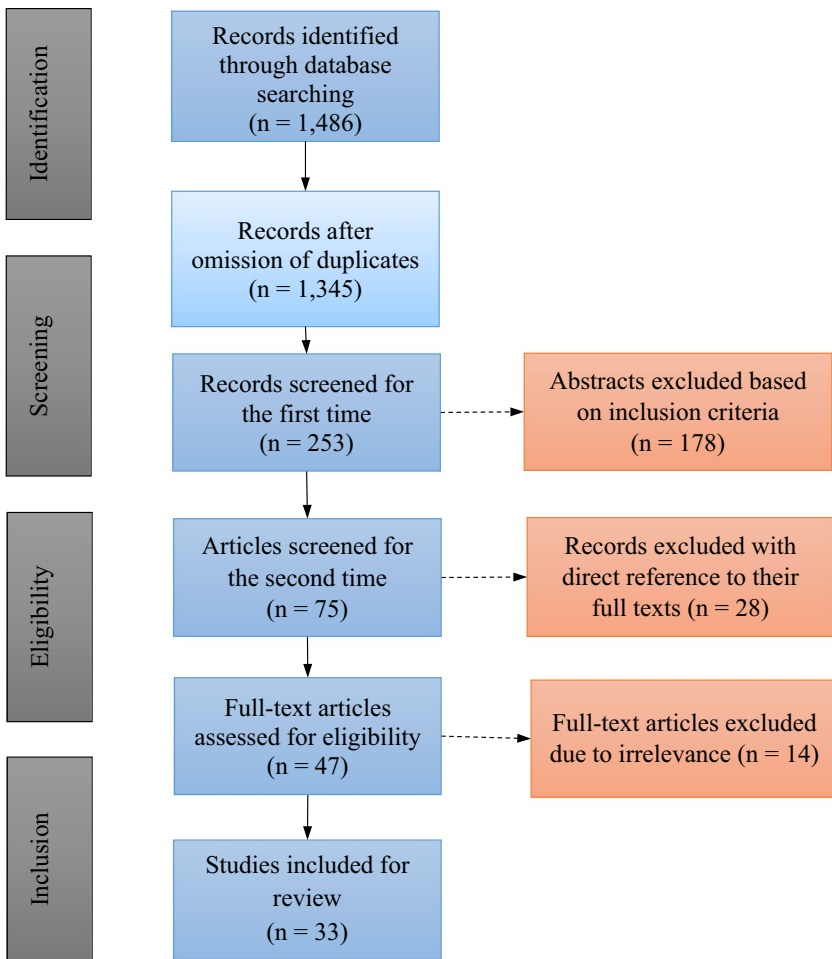 Identification
Records identified
through database
searching
(n = 1,486)
Records after
omission of duplicates
(n = 1,345)
Screening
Records screened for
the first time
(n = 253)
Abstracts excluded based
on inclusion criteria
(n = 178)
Eligibility
Articles screened for
the second time
(n = 75)
Records excluded with
direct reference to their
full texts (n = 28)
Full-text articles
assessed for eligibility
(n = 47)
Full-text articles excluded
due to irrelevance (n = 14)
Inclusion
Studies included for
review
(n = 33)